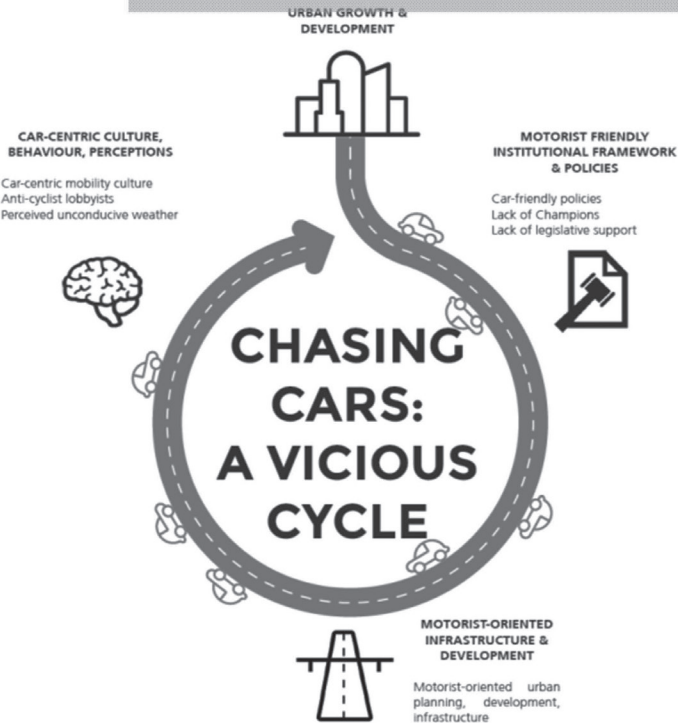 URBAN GROWTH &
DEVELOPMENT
CAR-CENTRIC CULTURE,
BEHAVIOUR, PERCEPTIONS
Car-centric mobility culture
Anti-cyclist lobbyists
Perceived unconducive weather
MOTORIST FRIENDLY
INSTITUTIONAL FRAMEWORK
& POLICIES
Car-friendly policies
Lack of Champions
Lack of legislative support
CHASING
CARS:
A VICIOUS
CYCLE
MOTORIST-ORIENTED
INFRASTRUCTURE &
DEVELOPMENT
Motorist-oriented urban
planning, development,
infrastructure